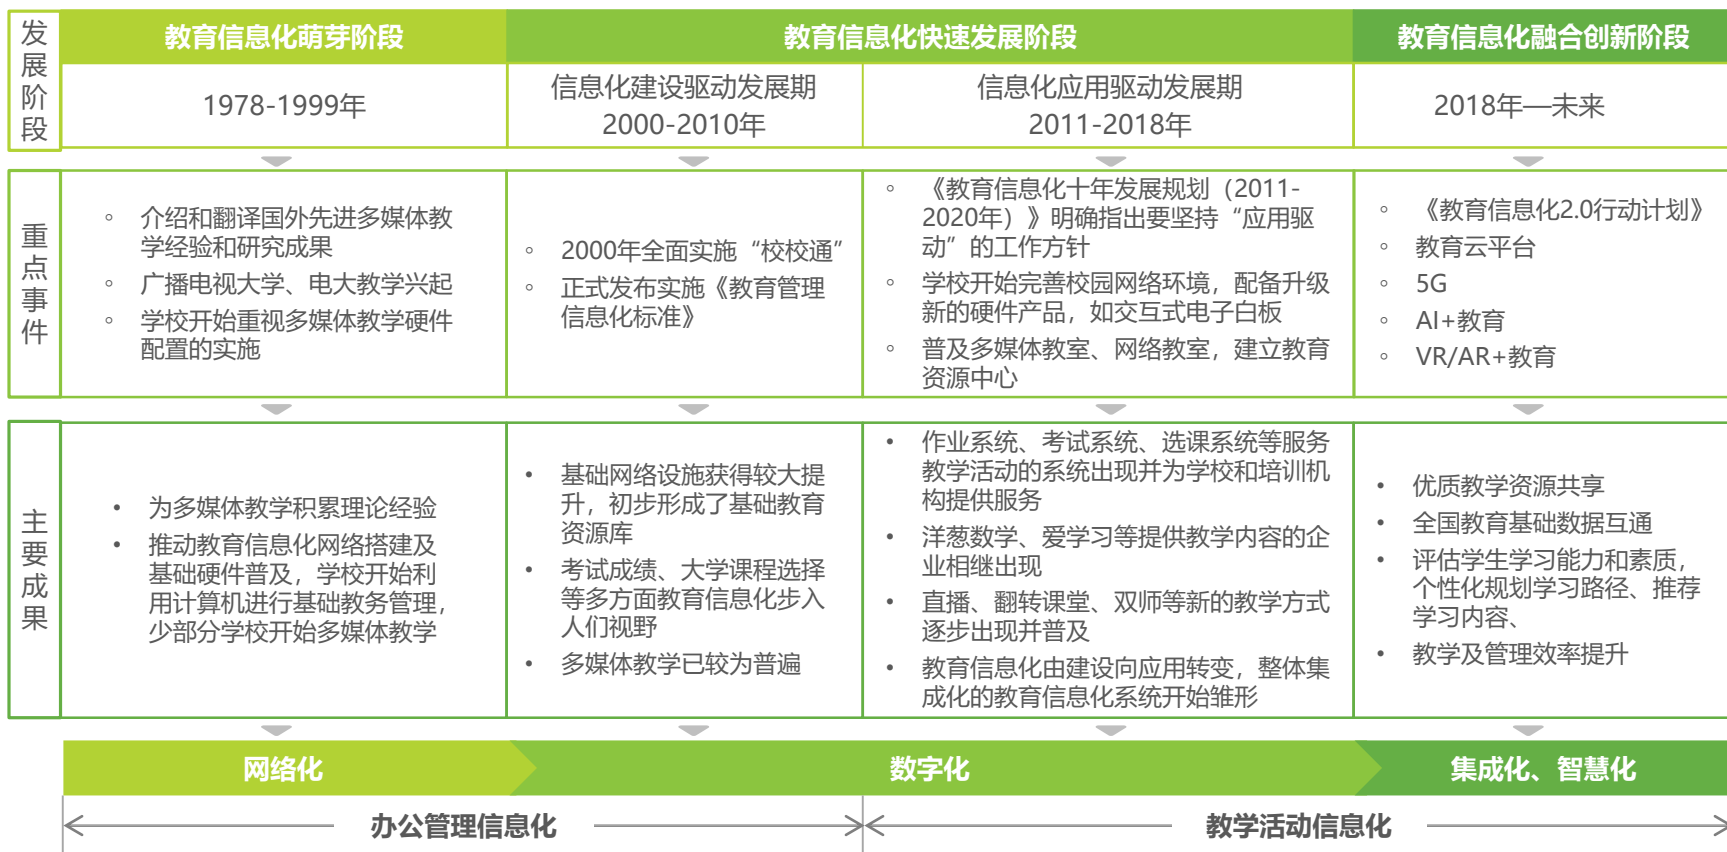 发展阶段
教育信息化萌芽阶段
教育信息化快速发展阶段
教育信息化融合创新阶段
1978-1999年
信息化建设驱动发展期
2000-2010年
信息化应用驱动发展期
2011-2018年
2018年—未来
重点事件
介绍和翻译国外先进多媒体教
学经验和研究成果
广播电视大学、电大教学兴起
学校开始重视多媒体教学硬件
配置的实施
2000年全面实施“校校通”
正式发布实施《教育管理
信息化标准》
《教育信息化十年发展规划（2011-
2020年）》明确指出要坚持“应用驱
动”的工作方针
学校开始完善校园网络环境，配备升级
新的硬件产品，如交互式电子白板
普及多媒体教室、网络教室，建立教育
资源中心
《教育信息化2.0行动计划》
教育云平台
5G
AI+教育
VR/AR+教育
主要成果
为多媒体教学积累理论经验
推动教育信息化网络搭建及
基础硬件普及，学校开始利
用计算机进行基础教务管理，
少部分学校开始多媒体教学
基础网络设施获得较大提
升，初步形成了基础教育
资源库
考试成绩、大学课程选择
等多方面教育信息化步入
人们视野
多媒体教学已较为普遍
作业系统、考试系统、选课系统等服务
教学活动的系统出现并为学校和培训机
构提供服务
洋葱数学、爱学习等提供教学内容的企
业相继出现
直播、翻转课堂、双师等新的教学方式
逐步出现并普及
教育信息化由建设向应用转变，整体集
成化的教育信息化系统开始雏形
优质教学资源共享
全国教育基础数据互通
评估学生学习能力和素质，
个性化规划学习路径、推荐
学习内容、
教学及管理效率提升
网络化
数字化
集成化、智慧化
办公管理信息化
教学活动信息化